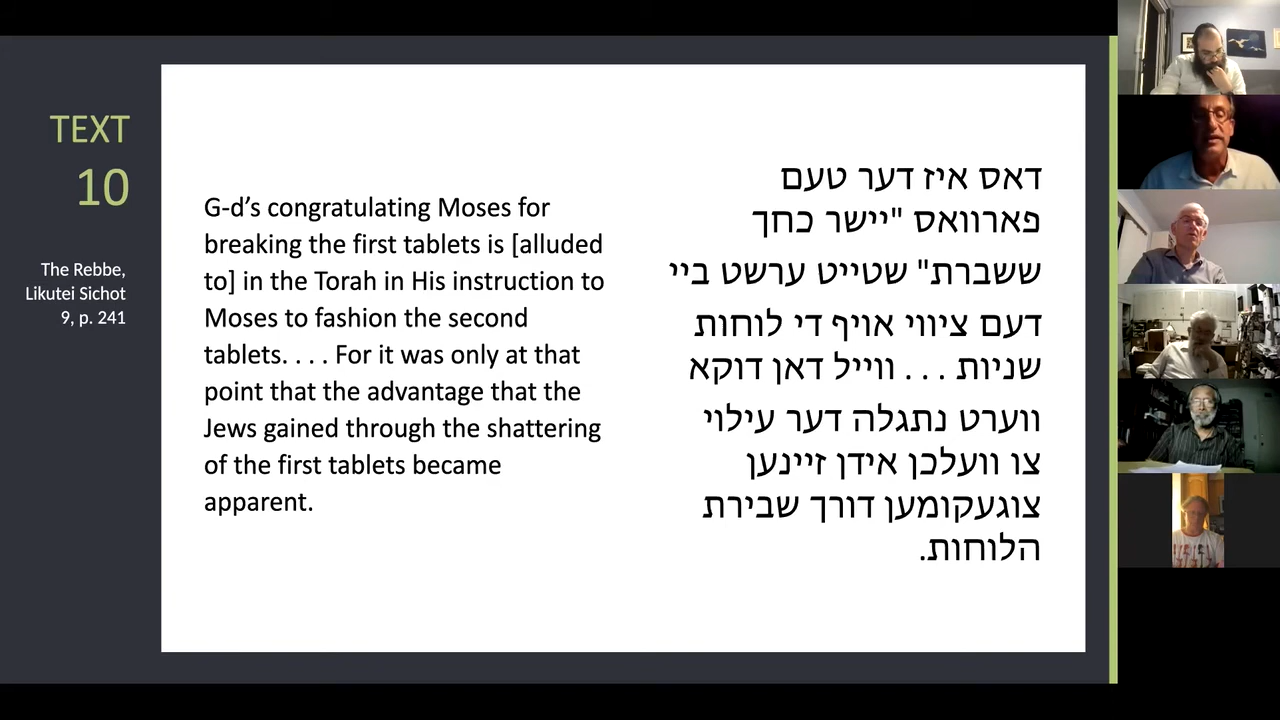 TEXT
10
The Rebbe,
Likutei Sichot
9, p. 241
G-d’s congratulating Moses for
breaking the first tablets is [alluded
to] in the Torah in His instruction to
Moses to fashion the second
tablets. . . . For it was only at that
point that the advantage that the
Jews gained through the shattering
of the first tablets became
apparent.
דאס איז דער טעם
פארוואס "יישר כחך
ששברת" שטייט ערשט ביי
דעם ציווי אויף די לוחות
שניות . . . ווייל דאן דוקא
ווערט נתגלה דער עילוי
צו וועלכן אידן זיינען
צוגעקומען דורך שבירת
הלוחות.